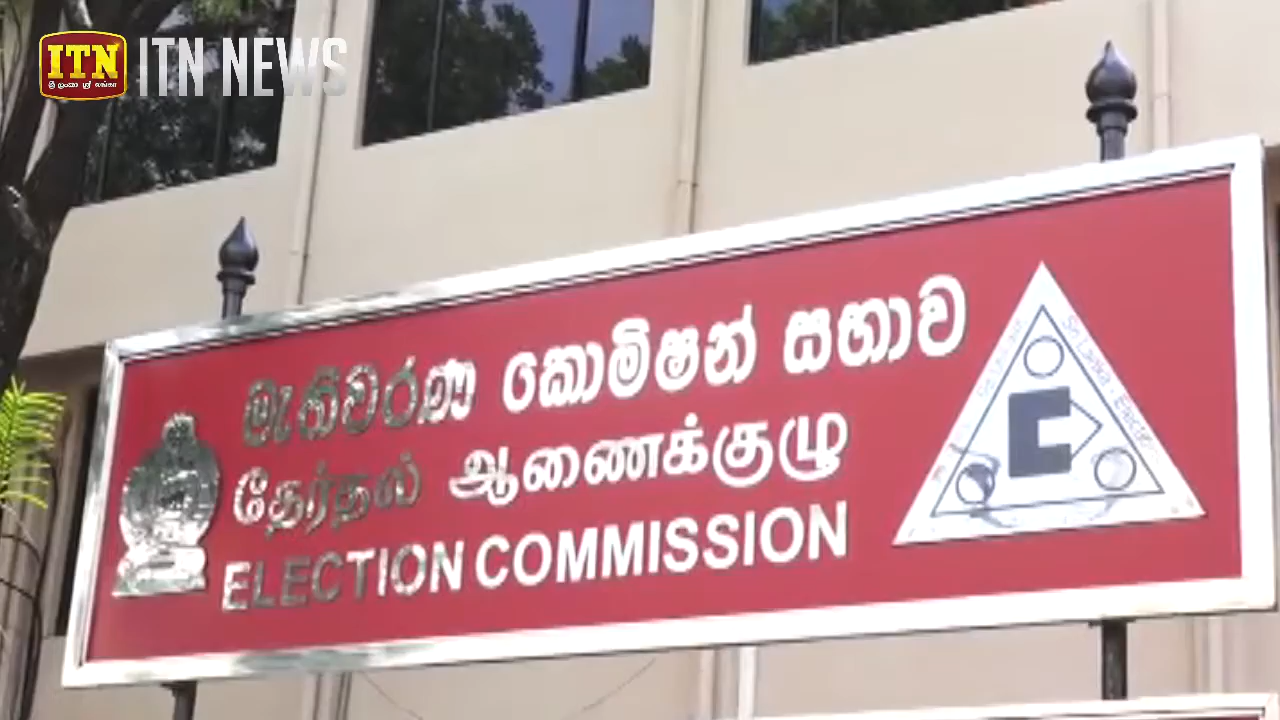 ITN ITN NEWS
මැතිවරණ කොමිෂන් සභාව
தேர்தல் ஆணைக்குழு
ELECTION COMMISSION